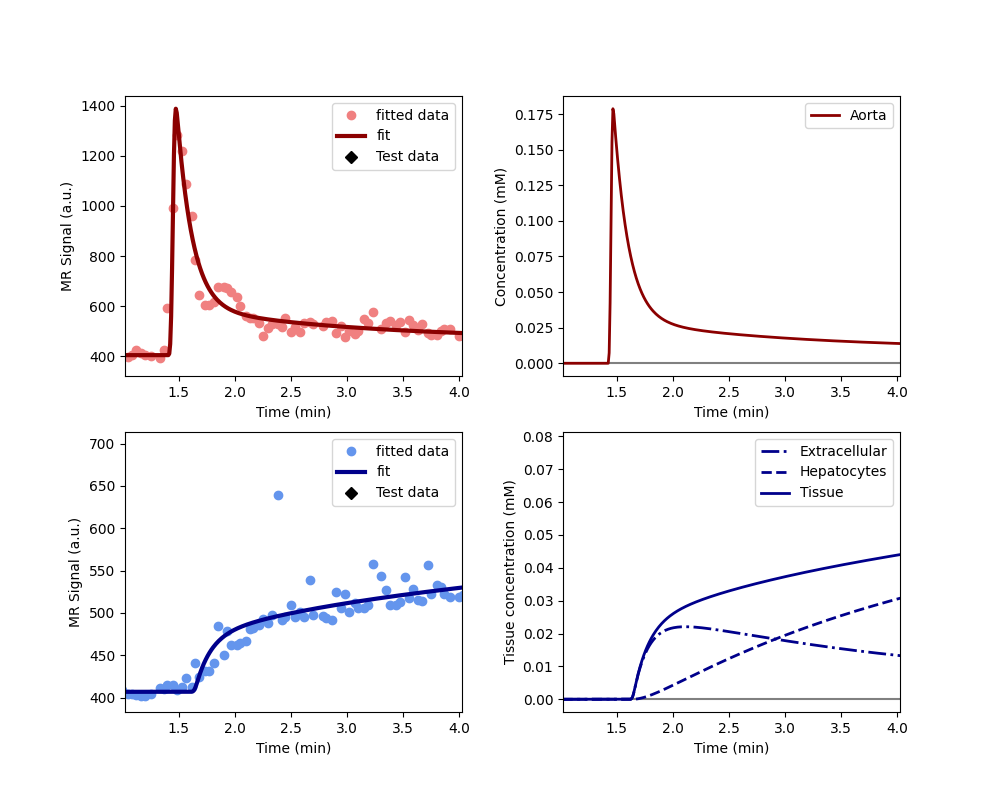 1400
1200
1000
800
600
400
MR Signal (a.u.)
fitted data
fit
Test data
1.5 2.0 2.5 3.0 3.5 4.0
Time (min)
0.175
0.150
0.125
0.100
0.075
0.050
0.025
0.000
Concentration (mM)
Aorta
1.5 2.0 2.5 3.0 3.5 4.0
Time (min)
700
650
600
550
500
450
400
MR Signal (a.u.)
fitted data
fit
Test data
1.5 2.0 2.5 3.0 3.5 4.0
Time (min)
0.08
0.07
0.06
0.05
0.04
0.03
0.02
0.01
0.00
Tissue concentration (mM)
Extracellular
Hepatocytes
Tissue
1.5 2.0 2.5 3.0 3.5 4.0
Time (min)